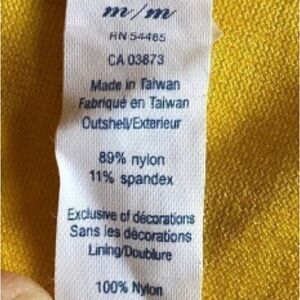 m/m
RN 54485
CA 03873
Made in Taiwan
Fabriqué en Taiwan
Outshell/Exterieur
89% nylon
11% spandex
Exclusive of decorations
Sans les décorations
Lining/Doublure
100% Nylon